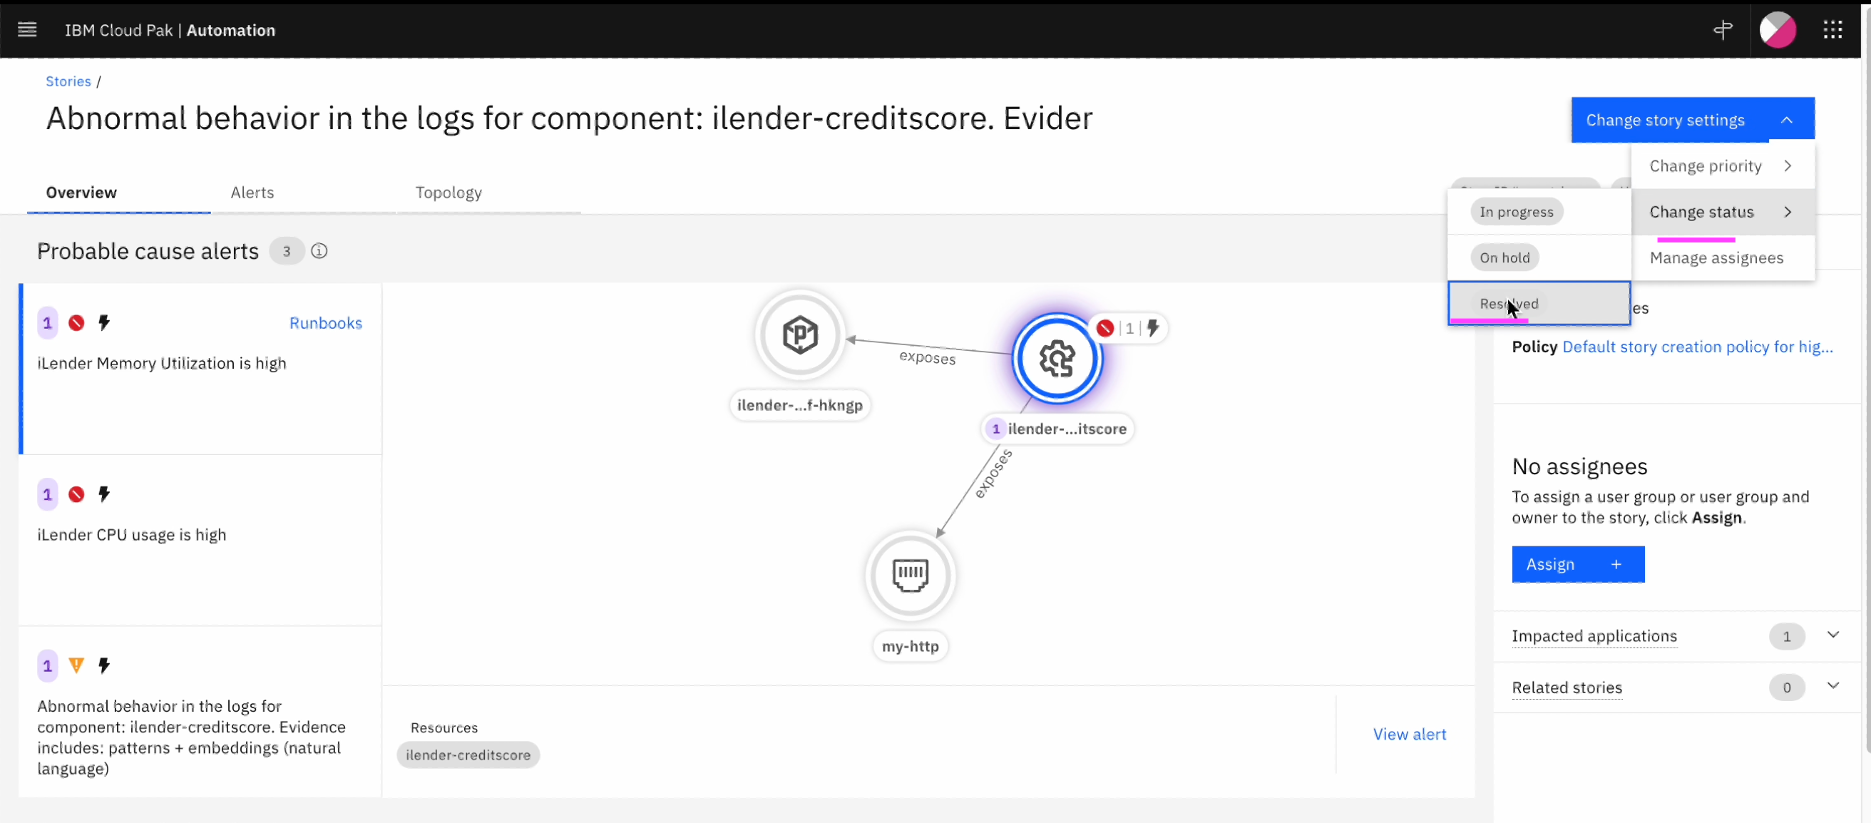 IBM Cloud Pak | Automation
Stories /
Abnormal behavior in the logs for component: ilender-creditscore. Evider
Change story settings
Change priority
Change status
Manage assignees
In progress
On hold
Resolved
Overview
Alerts
Topology
Probable cause alerts 3
1
Runbooks
iLender Memory Utilization is high
1
iLender CPU usage is high
1
Abnormal behavior in the logs for
component: ilender-creditscore. Evidence
includes: patterns + embeddings (natural
language)
exposes
1
ilender-...f-hkngp
1 ilender-...itscore
exposes
my-http
Resources
ilender-creditscore
View alert
es
Policy Default story creation policy for hig...
No assignees
To assign a user group or user group and
owner to the story, click Assign.
Assign +
Impacted applications 1
Related stories 0